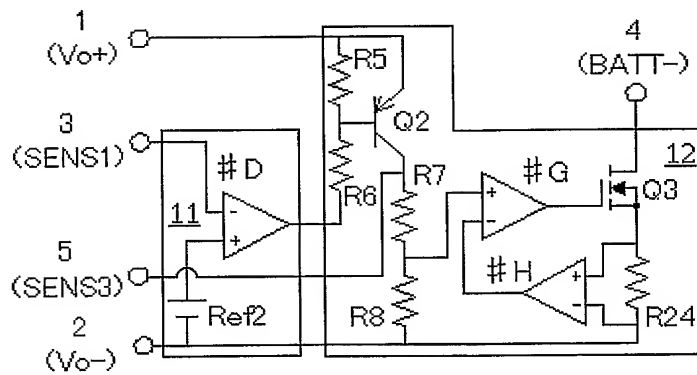 1
(Vo+)
4
(BATT-)
R5
3
(SENS1)
Q2
12
#D
R7
#G
Q3
11
-
+
R6
+
-
5
(SENS3)
#H
+
-
Ref2
R8
R24
2
(Vo-)